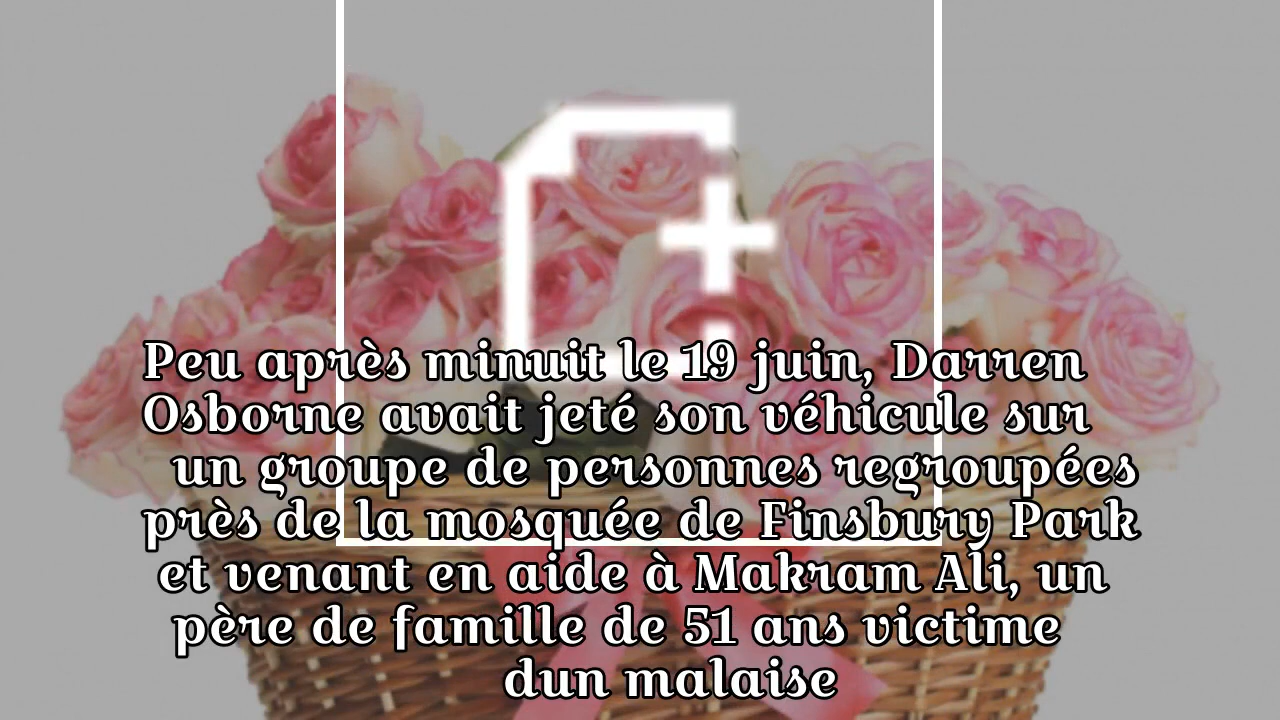 Peu après minuit le 19 juin, Darren
Osborne avait jeté son véhicule sur
un groupe de personnes regroupées
près de la mosquée de Finsbury Park
et venant en aide à Makram Ali, un
père de famille de 51 ans victime
dun malaise